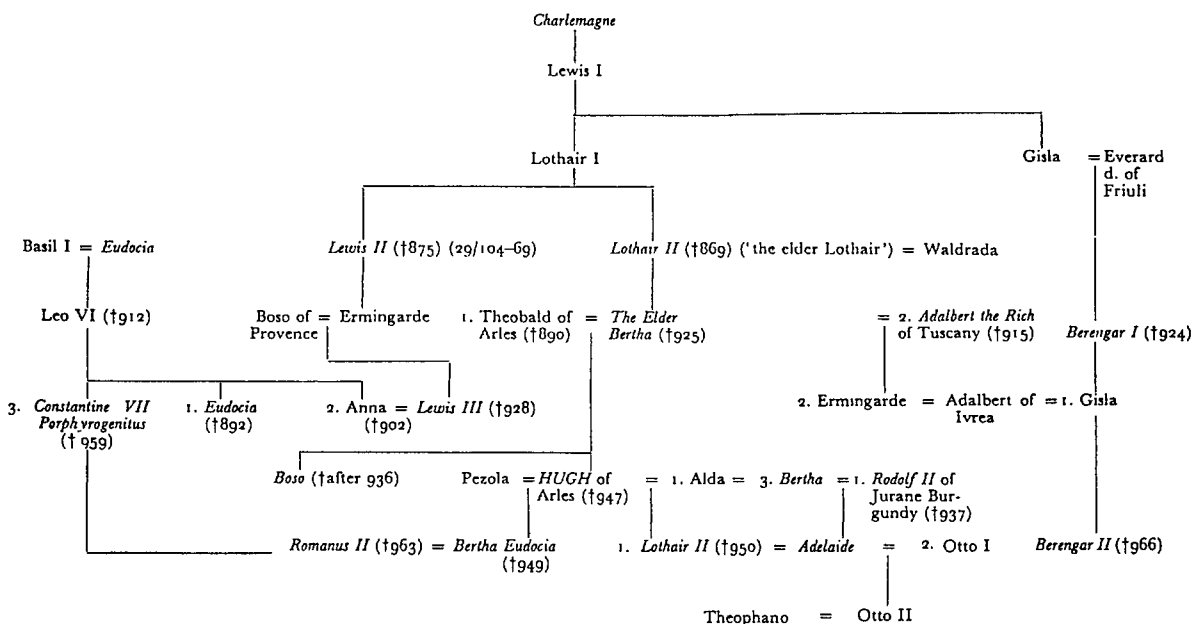 Charlemagne
Lewis I
Lothair I
Gisla = Everard
d. of
Friuli
Basil I = Eudocia
Lewis II (†875) (29/104–69)
Lothair II (†869) ('the elder Lothair') = Waldrada
Leo VI (†912)
Boso of = Ermingarde
Provence
1. Theobald of = The Elder
Arles (†890) Bertha (†925)
= 2. Adalbert the Rich
of Tuscany (†915)
Berengar I (†924)
3. Constantine VII
Porphyrogenitus
(† 959)
1. Eudocia
(†892)
2. Anna = Lewis III (†928)
(†902)
2. Ermingarde = Adalbert of = 1. Gisla
Ivrea
Boso (†after 936)
Pezola = HUGH of = 1. Alda = 3. Bertha = 1. Rodolf II of
Arles (†947) Jurane Bur-
gundy (†937)
Romanus II (†963) = Bertha Eudocia
(†949)
1. Lothair II (†950) = Adelaide = 2. Otto I
Berengar II (†966)
Theophano = Otto II